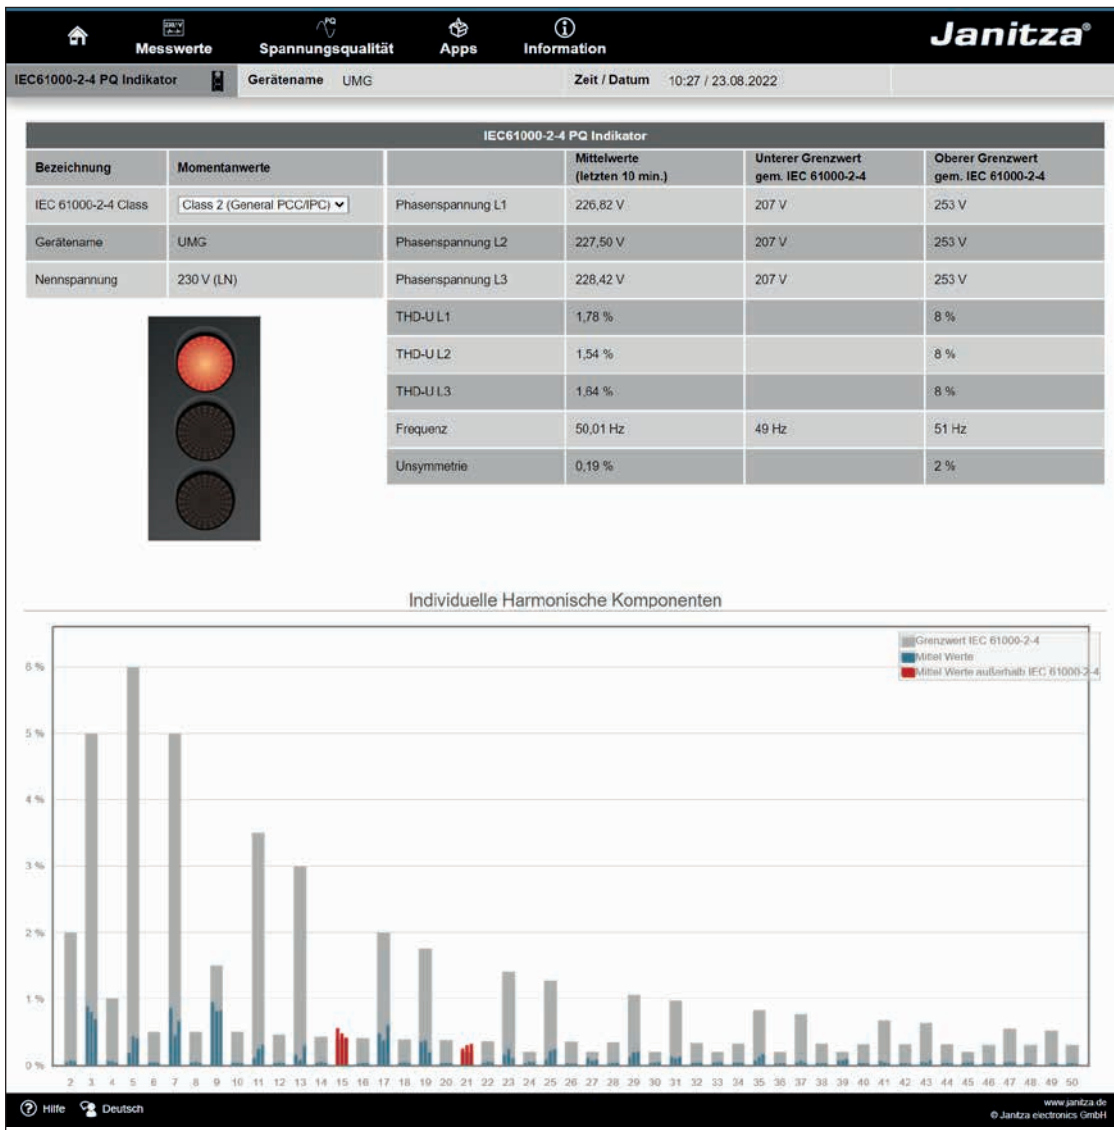 230/V
PQ
Messwerte Spannungsqualität Apps Information
Janitza®
IEC61000-2-4 PQ Indikator Gerätename UMG Zeit / Datum 10:27 / 23.08.2022
IEC61000-2-4 PQ Indikator
Bezeichnung Momentanwerte Mittelwerte (letzten 10 min.) Unterer Grenzwert gem. IEC 61000-2-4 Oberer Grenzwert gem. IEC 61000-2-4
IEC 61000-2-4 Class Class 2 (General PCC/IPC) Phasenspannung L1 226,82 V 207 V 253 V
Gerätename UMG Phasenspannung L2 227,50 V 207 V 253 V
Nennspannung 230 V (LN) Phasenspannung L3 228,42 V 207 V 253 V
THD-U L1 1,78 % 8 %
THD-U L2 1,54 % 8 %
THD-U L3 1,64 % 8 %
Frequenz 50,01 Hz 49 Hz 51 Hz
Unsymmetrie 0,19 % 2 %
Individuelle Harmonische Komponenten
Grenzwert IEC 61000-2-4
Mittel Werte
Mittel Werte außerhalb IEC 61000-2-4
6 %
5 %
4 %
3 %
2 %
1 %
0 %
2 3 4 5 6 7 8 9 10 11 12 13 14 15 16 17 18 19 20 21 22 23 24 25 26 27 28 29 30 31 32 33 34 35 36 37 38 39 40 41 42 43 44 45 46 47 48 49 50
Hilfe Deutsch
www.janitza.de
© Janitza electronics GmbH